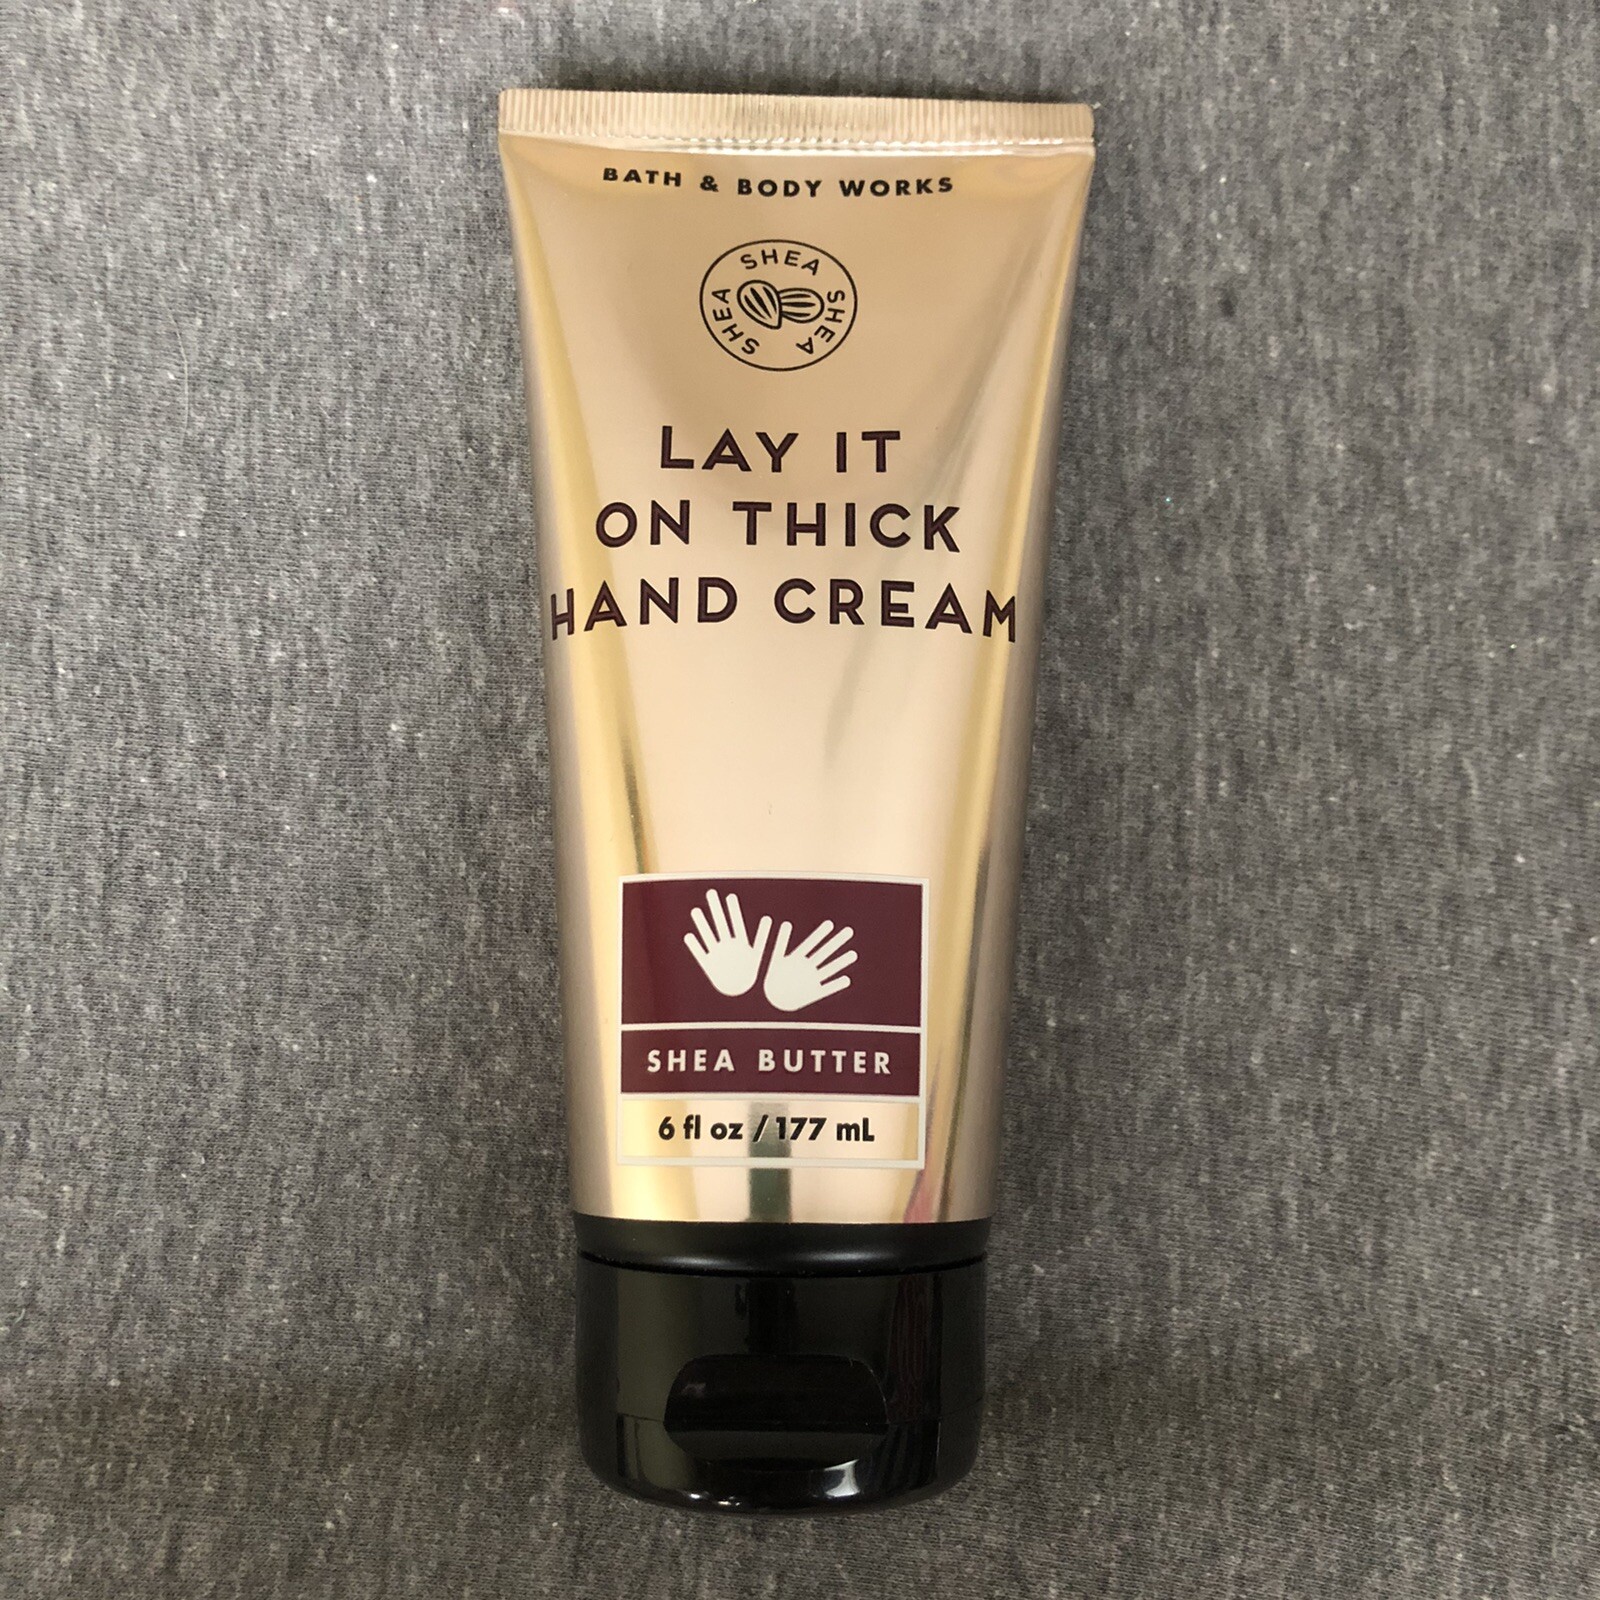 BATH & BODY WORKS
SHEA SHEA SHEA
LAY IT
ON THICK
HAND CREAM
SHEA BUTTER
6 fl oz / 177 mL